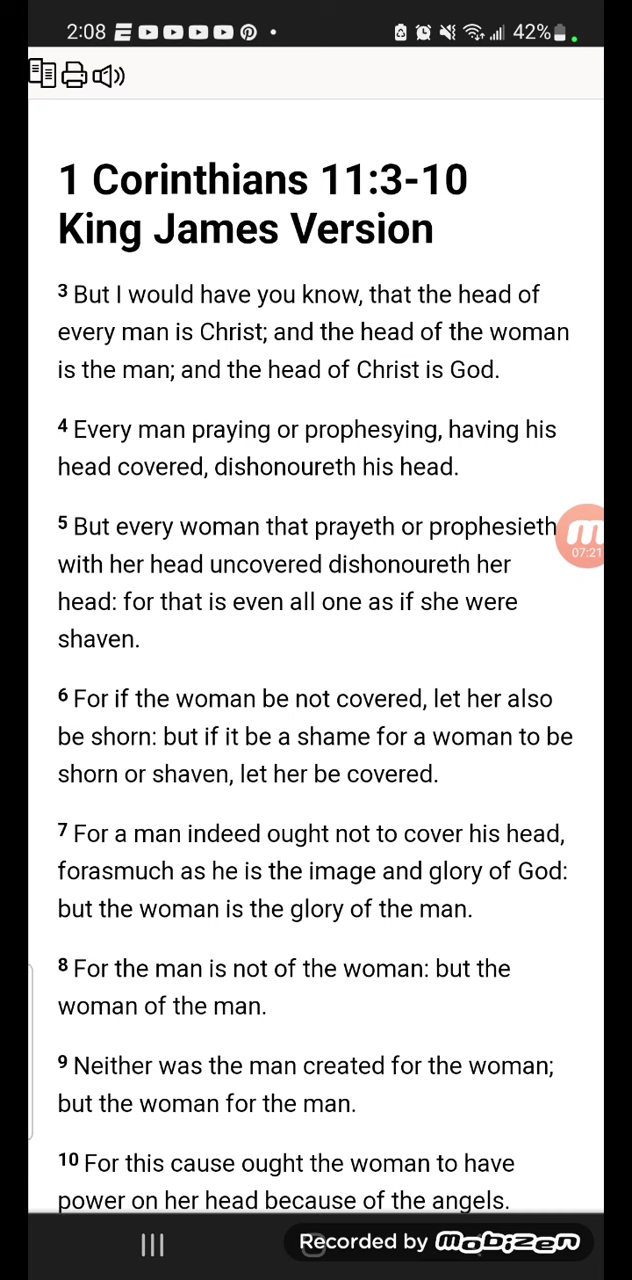 2:08 42%
1 Corinthians 11:3-10
King James Version
3 But I would have you know, that the head of
every man is Christ; and the head of the woman
is the man; and the head of Christ is God.
4 Every man praying or prophesying, having his
head covered, dishonoureth his head.
5 But every woman that prayeth or prophesieth
with her head uncovered dishonoureth her
head: for that is even all one as if she were
shaven.
07:21
6 For if the woman be not covered, let her also
be shorn: but if it be a shame for a woman to be
shorn or shaven, let her be covered.
7 For a man indeed ought not to cover his head,
forasmuch as he is the image and glory of God:
but the woman is the glory of the man.
8 For the man is not of the woman: but the
woman of the man.
9 Neither was the man created for the woman;
but the woman for the man.
10 For this cause ought the woman to have
power on her head because of the angels.
Recorded by mobizen